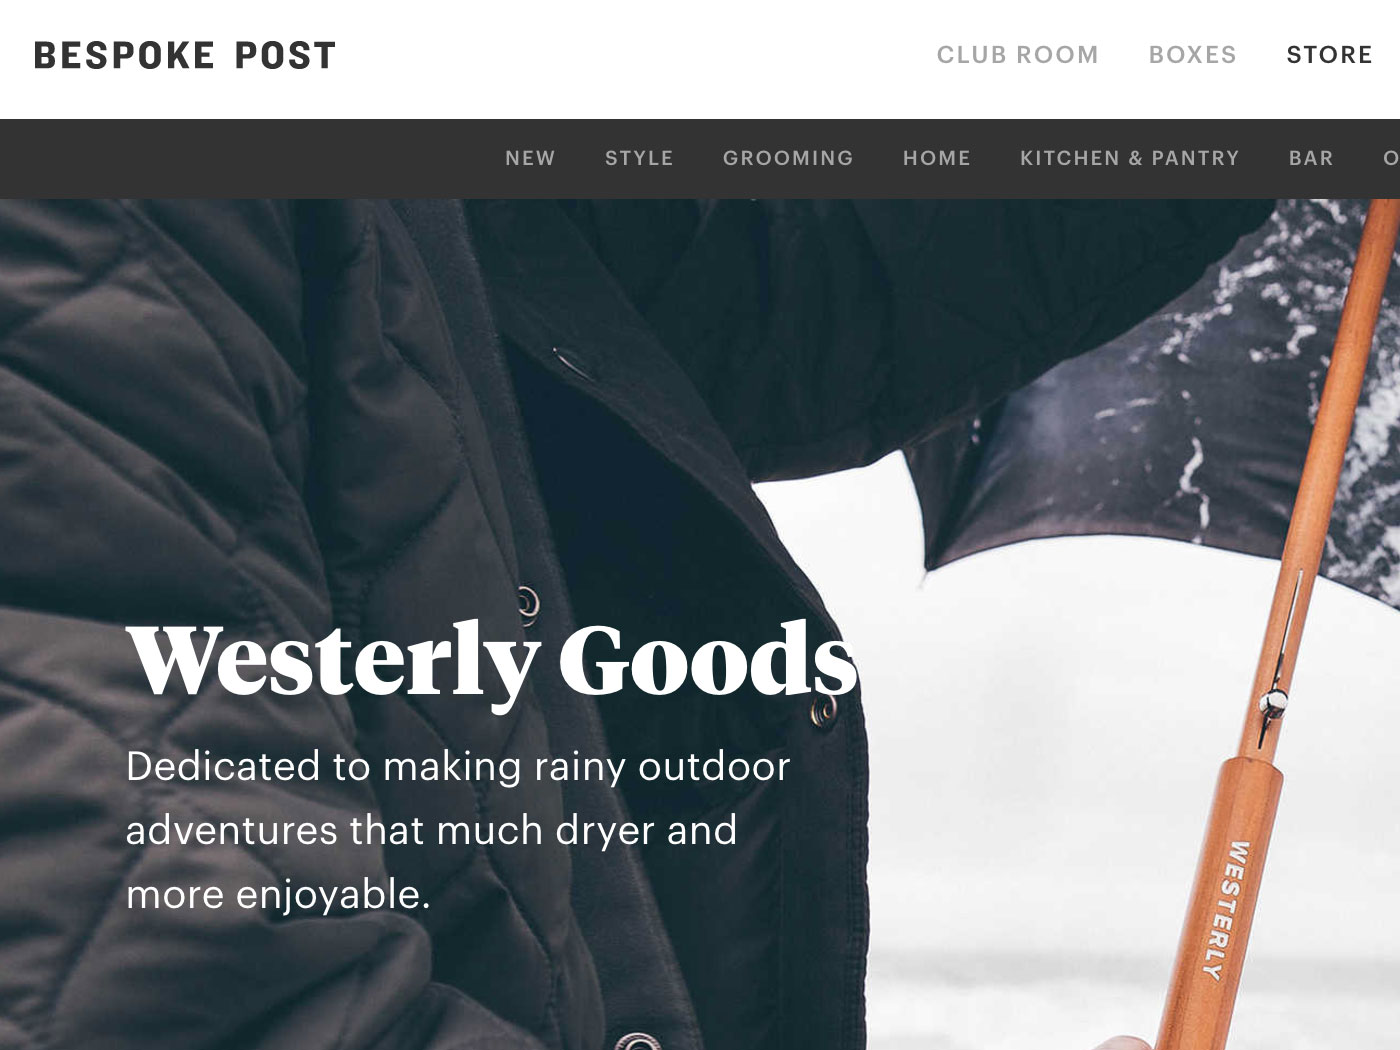 BESPOKE POST
CLUB ROOM BOXES STORE
NEW STYLE GROOMING HOME KITCHEN & PANTRY BAR
Westerly Goods
Dedicated to making rainy outdoor
adventures that much dryer and
more enjoyable.
WESTERLY